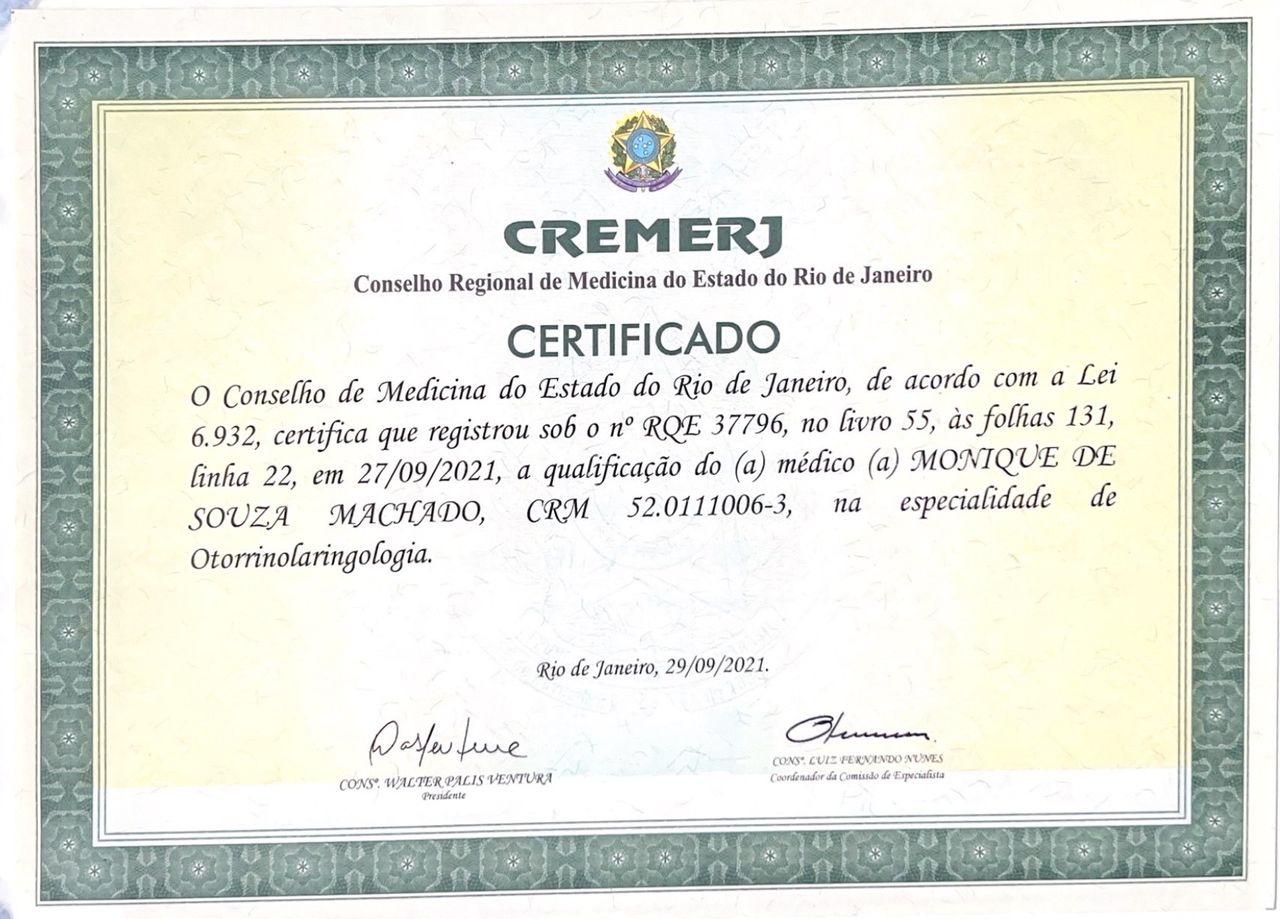 CREMERJ
Conselho Regional de Medicina do Estado do Rio de Janeiro
CERTIFICADO
O Conselho de Medicina do Estado do Rio de Janeiro, de acordo com a Lei
6.932, certifica que registrou sob o nº RQE 37796, no livro 55, às folhas 131,
linha 22, em 27/09/2021, a qualificação do (a) médico (a) MONIQUE DE
SOUZA MACHADO, CRM 52.0111006-3, na especialidade de
Otorrinolaringologia.
Rio de Janeiro, 29/09/2021.
CONSº. WALTER PALIS VENTURA
Presidente
CONSº. LUIZ FERNANDO NUNES
Coordenador da Comissão de Especialista